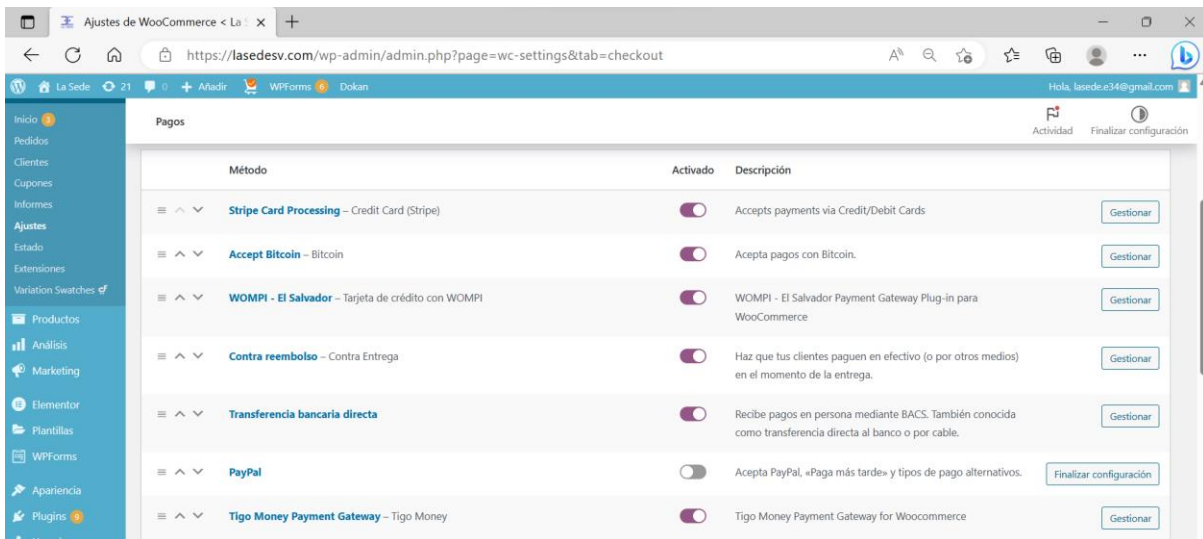 Ajustes de WooCommerce < La S
https://lasedesv.com/wp-admin/admin.php?page=wc-settings&tab=checkout
La Sede 21 0 + Añadir WPForms 6 Dokan
Hola, lasede.e34@gmail.com
Inicio 3
Pedidos
Clientes
Cupones
Informes
Ajustes
Estado
Extensiones
Variation Swatches
Productos
Análisis
Marketing
Elementor
Plantillas
WPForms
Apariencia
Plugins 9
Pagos
Actividad
Finalizar configuración
Método Activado Descripción
Stripe Card Processing – Credit Card (Stripe) Accepts payments via Credit/Debit Cards Gestionar
Accept Bitcoin – Bitcoin Acepta pagos con Bitcoin. Gestionar
WOMPI - El Salvador – Tarjeta de crédito con WOMPI WOMPI - El Salvador Payment Gateway Plug-in para
WooCommerce
Gestionar
Contra reembolso – Contra Entrega Haz que tus clientes paguen en efectivo (o por otros medios)
en el momento de la entrega.
Gestionar
Transferencia bancaria directa Recibe pagos en persona mediante BACS. También conocida
como transferencia directa al banco o por cable.
Gestionar
PayPal Acepta PayPal, «Paga más tarde» y tipos de pago alternativos. Finalizar configuración
Tigo Money Payment Gateway – Tigo Money Tigo Money Payment Gateway for Woocommerce Gestionar